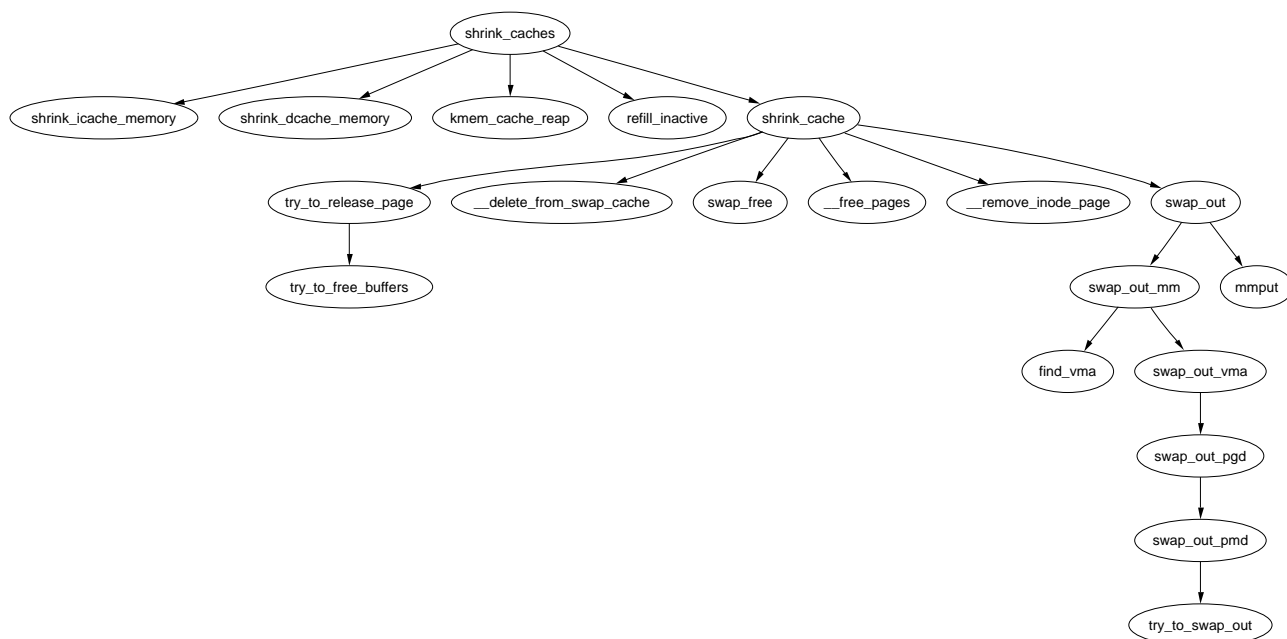 shrink_caches
shrink_icache_memory
shrink_dcache_memory
kmem_cache_reap
refill_inactive
shrink_cache
try_to_release_page
__delete_from_swap_cache
swap_free
__free_pages
__remove_inode_page
swap_out
try_to_free_buffers
swap_out_mm
mmput
find_vma
swap_out_vma
swap_out_pgd
swap_out_pmd
try_to_swap_out